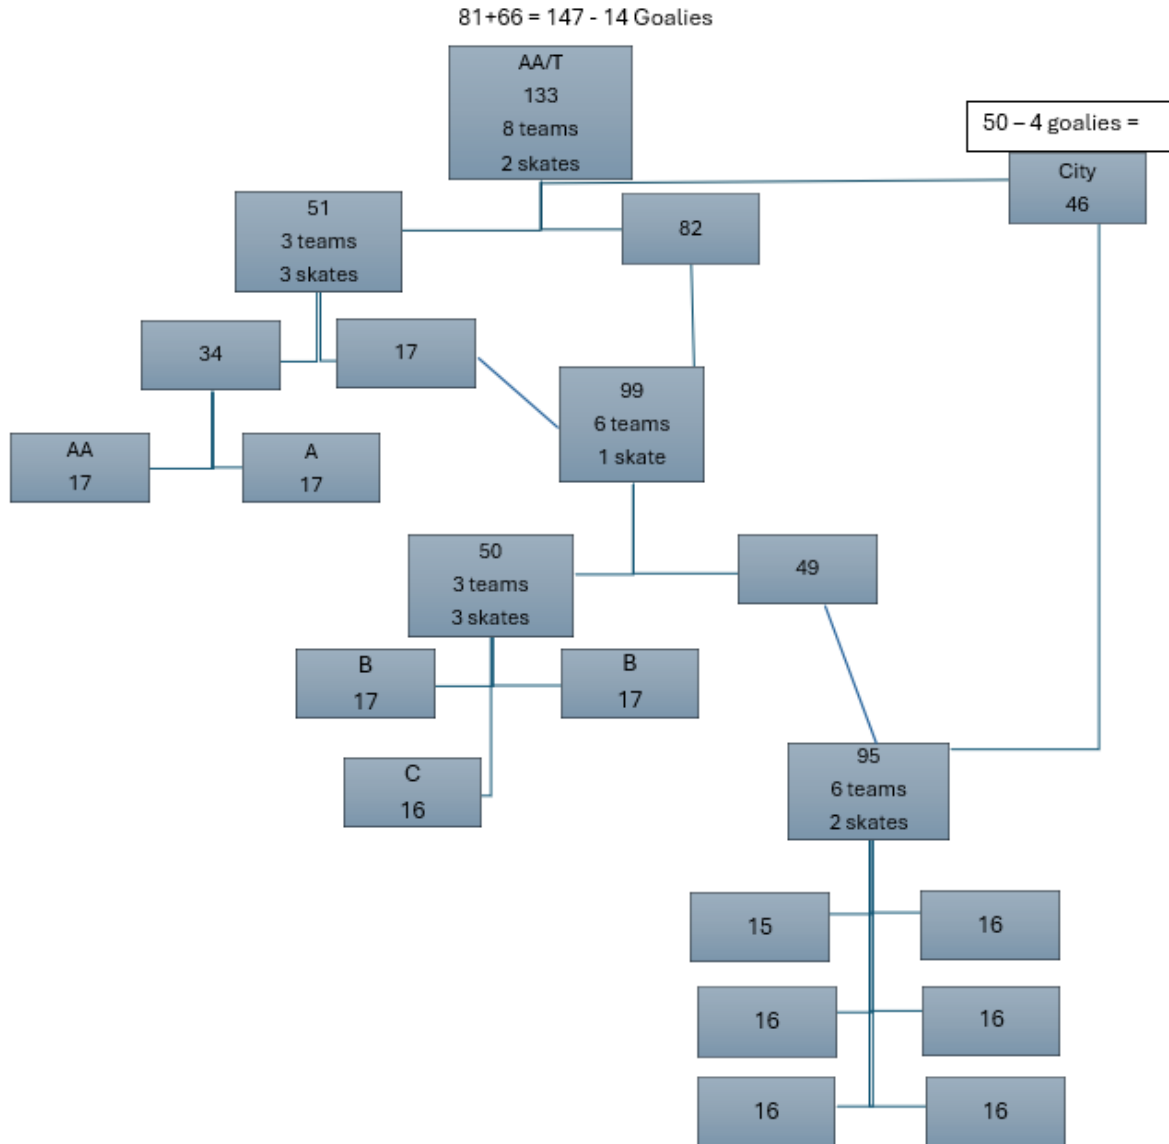 81+66 = 147 - 14 Goalies
AA/T
133
8 teams
2 skates
50 – 4 goalies =
City
46
51
3 teams
3 skates
82
34
17
99
6 teams
1 skate
AA
17
A
17
50
3 teams
3 skates
49
B
17
B
17
C
16
95
6 teams
2 skates
15
16
16
16
16
16